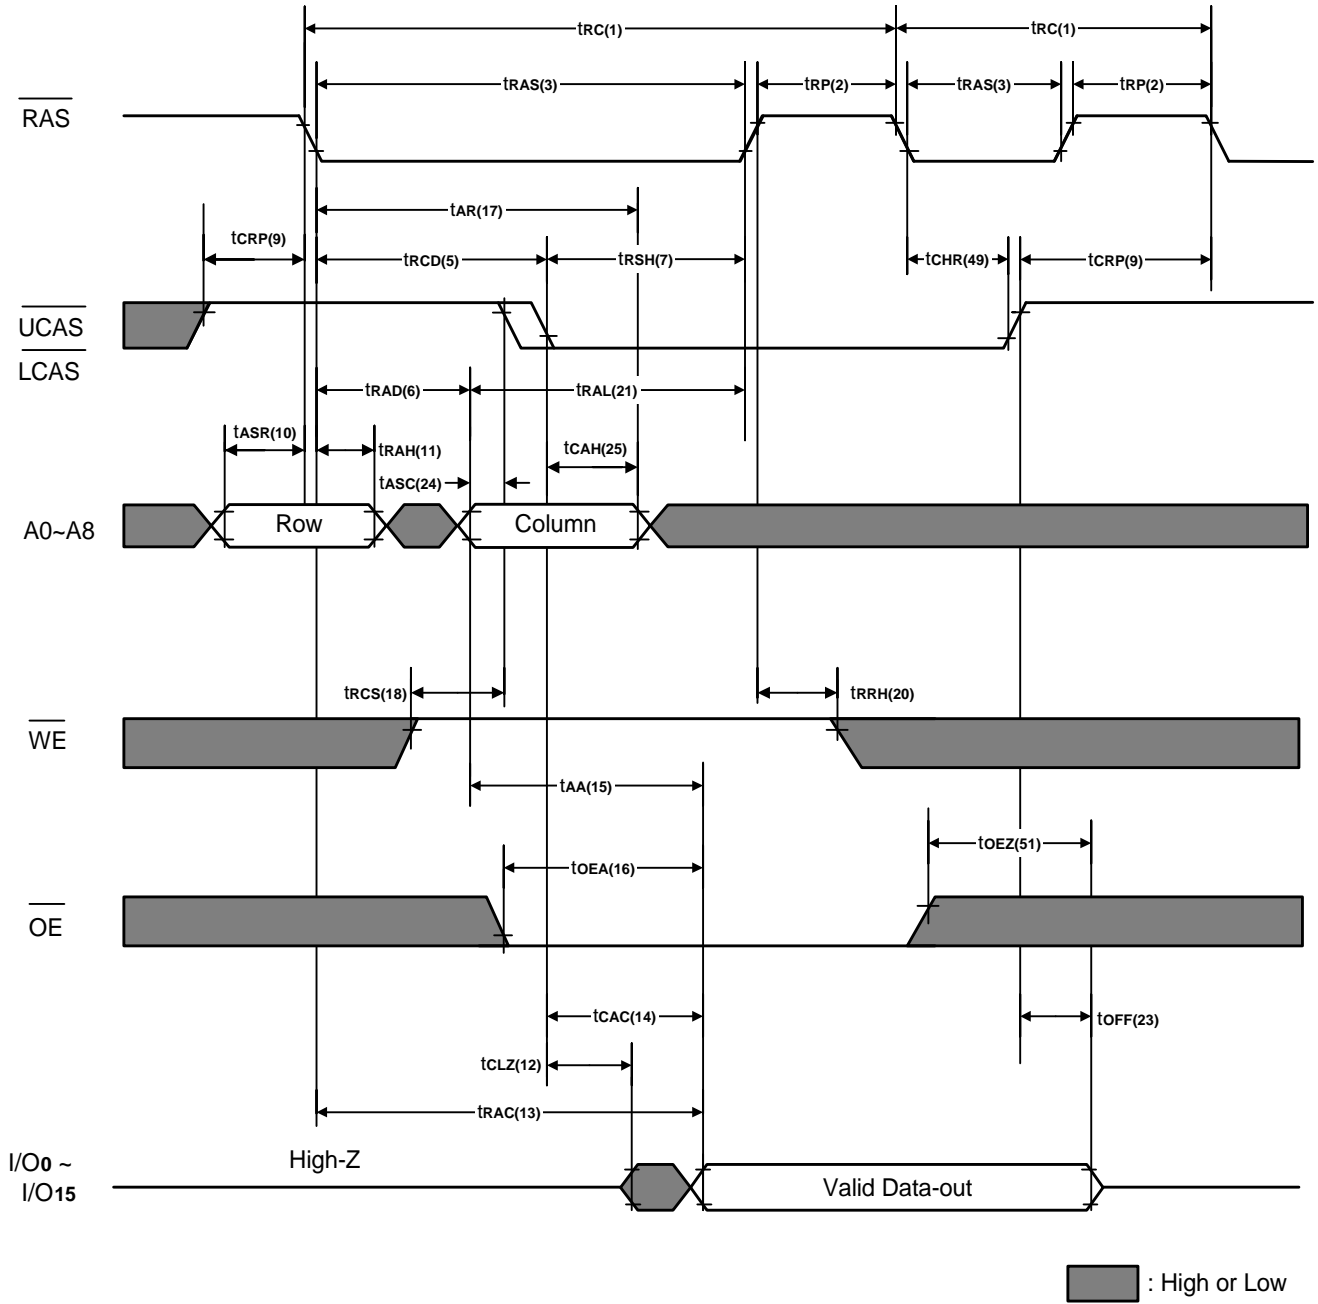 tRC(1) tRC(1)
tRAS(3) tRP(2) tRAS(3) tRP(2)
RAS
tAR(17)
tCRP(9) tRCD(5) tRSH(7) tCHR(49) tCRP(9)
UCAS
LCAS
tRAD(6) tRAL(21)
tASR(10) tRAH(11) tCAH(25)
tASC(24)
A0~A8 Row Column
tRCS(18) tRRH(20)
WE
tAA(15)
tOEZ(51)
tOEA(16)
OE
tCAC(14) tOFF(23)
tCLZ(12)
tRAC(13)
I/O0 ~ High-Z
I/O15 Valid Data-out
: High or Low